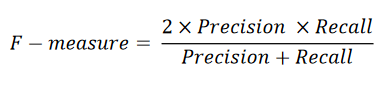 F − measure = 2 × Precision × Recall / Precision + Recall